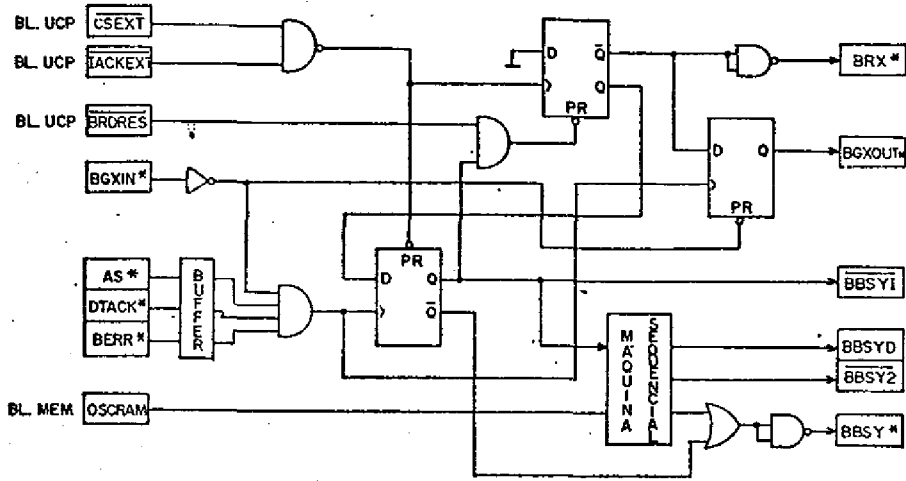 BL. UCP CSEXT
BL. UCP IACKEXT
BL. UCP BRDRES
BGXIN*
AS*
DTACK*
BERR*
BUFFER
BL. MEM OSCRAM
D Q̅
Q
PR
BRX*
D Q
PR
BGXOUT*
PR
D Q
Q̅
BBSY1
MÁQUINA
SEQUENCIAL
BBSYD
BBSY2
BBSY*